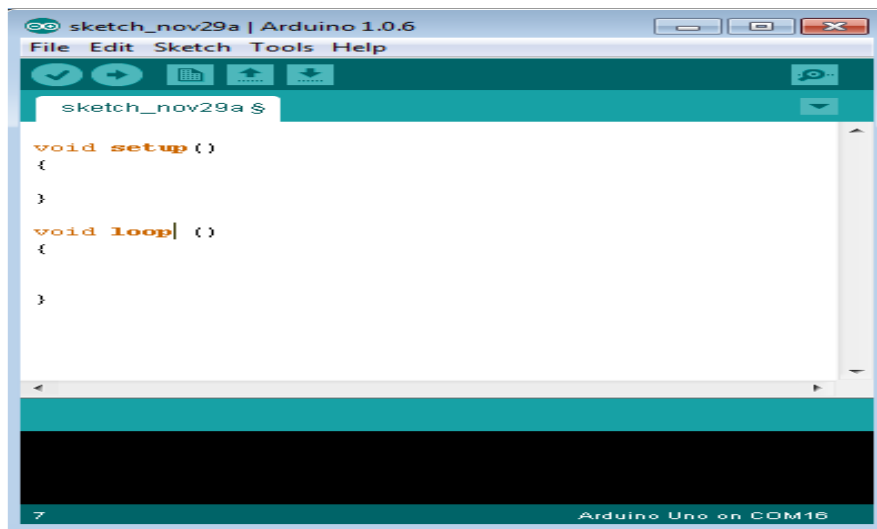 sketch_nov29a | Arduino 1.0.6
File Edit Sketch Tools Help
sketch_nov29a §
void setup()
{
}
void loop ()
{
}
7
Arduino Uno on COM16